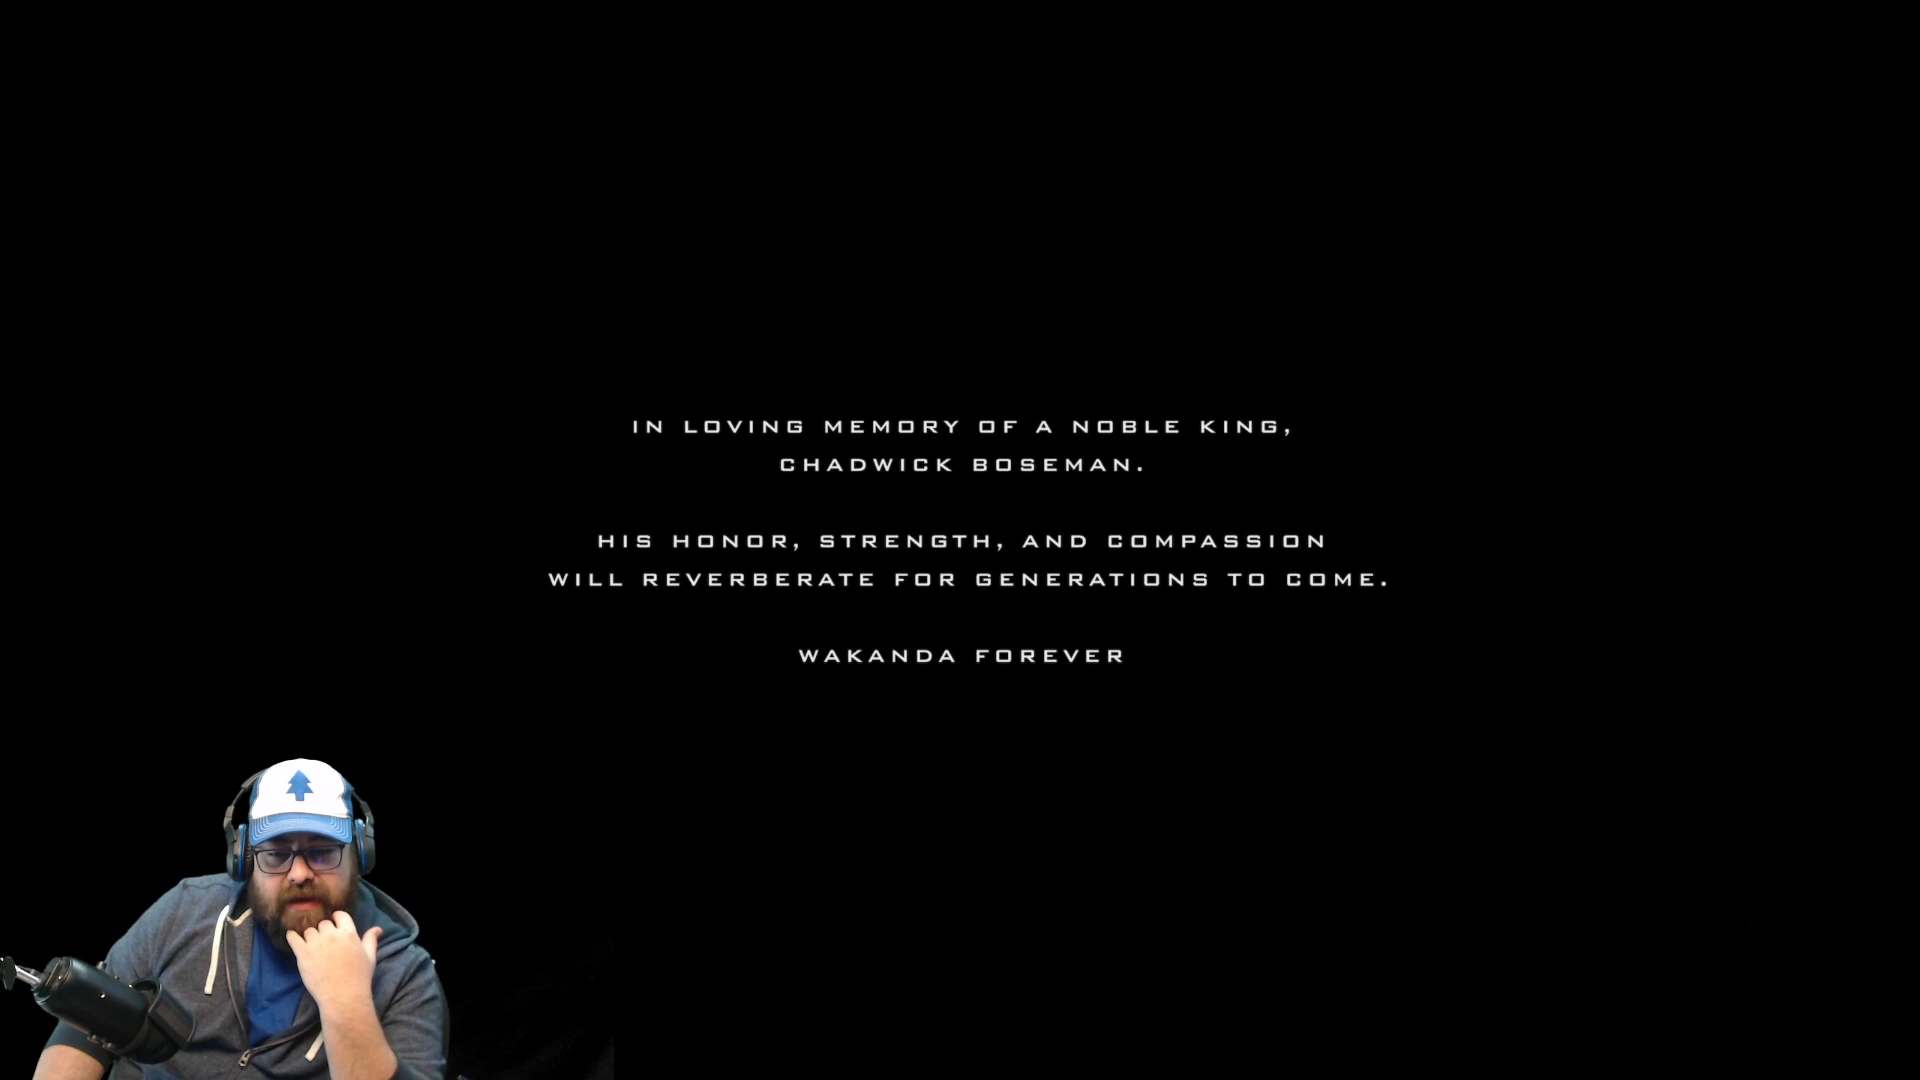 IN LOVING MEMORY OF A NOBLE KING,
CHADWICK BOSEMAN.
HIS HONOR, STRENGTH, AND COMPASSION
WILL REVERBERATE FOR GENERATIONS TO COME.
WAKANDA FOREVER